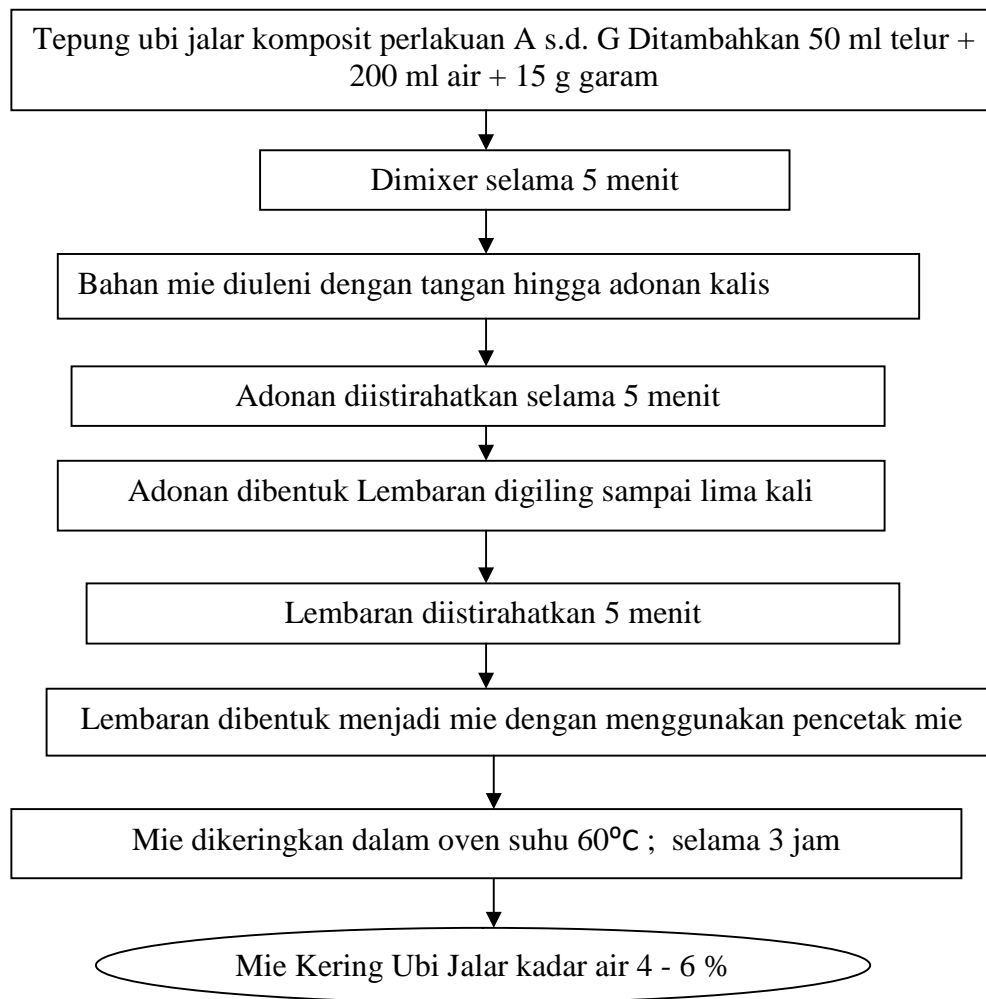 Tepung ubi jalar komposit perlakuan A s.d. G Ditambahkan 50 ml telur +
200 ml air + 15 g garam
Dimixer selama 5 menit
Bahan mie diuleni dengan tangan hingga adonan kalis
Adonan diistirahatkan selama 5 menit
Adonan dibentuk Lembaran digiling sampai lima kali
Lembaran diistirahatkan 5 menit
Lembaran dibentuk menjadi mie dengan menggunakan pencetak mie
Mie dikeringkan dalam oven suhu 60⁰C ; selama 3 jam
Mie Kering Ubi Jalar kadar air 4 - 6 %